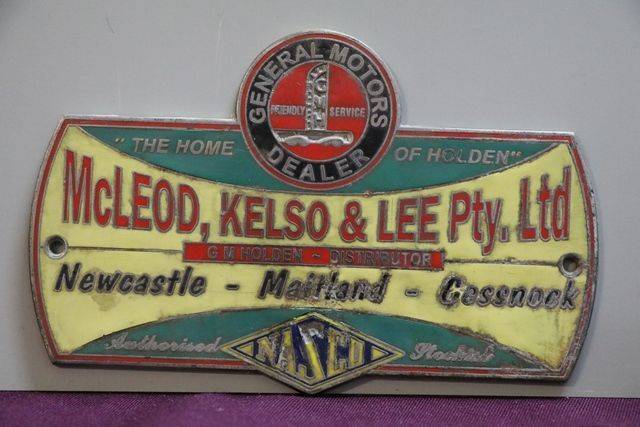 GENERAL MOTORS
GMH
FRIENDLY SERVICE
DEALER
"THE HOME OF HOLDEN"
McLEOD, KELSO & LEE Pty. Ltd
G M HOLDEN ~ DISTRIBUTOR
Newcastle - Maitland - Cessnock
Authorised NASCO Stockist